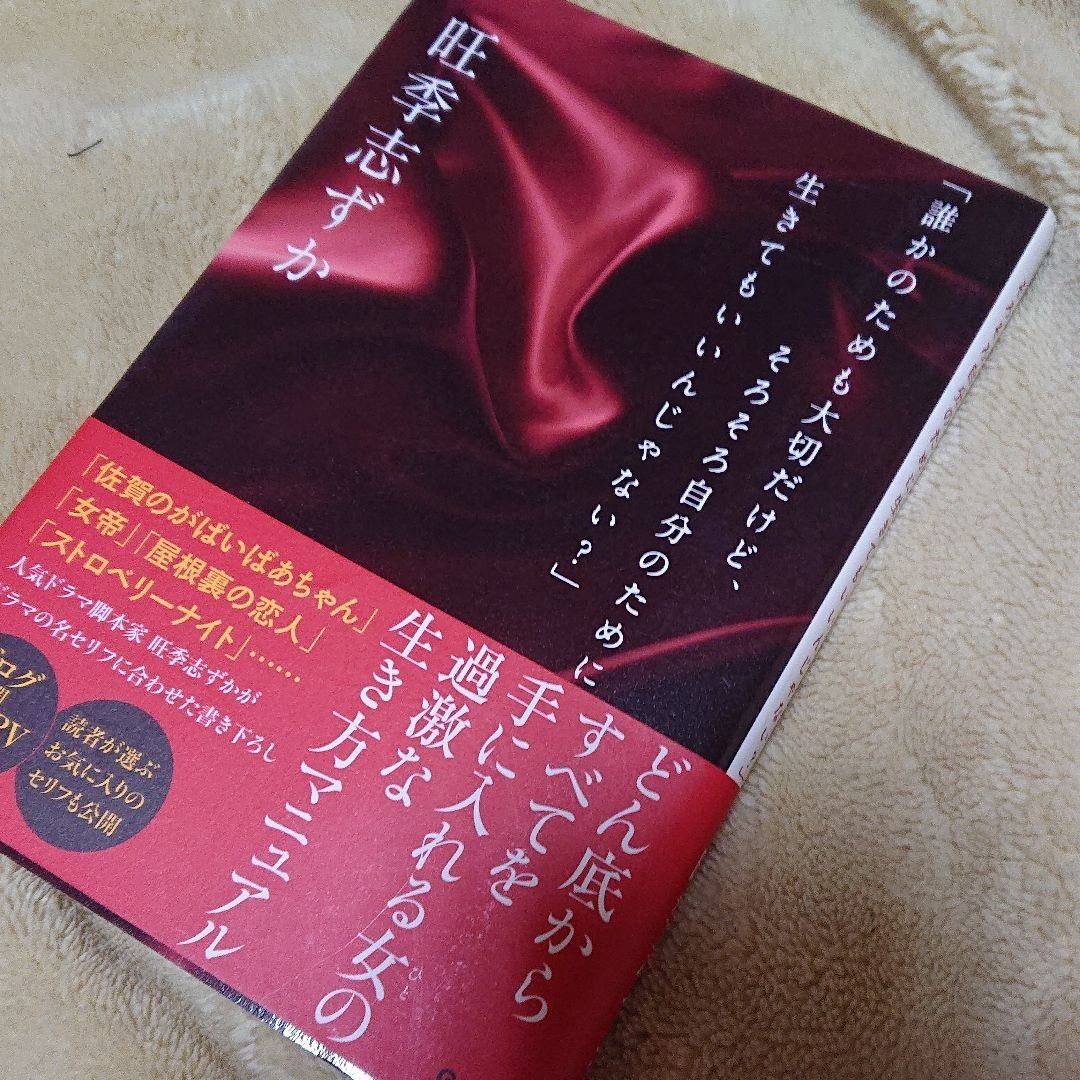 「誰かのためも大切だけど、
そろそろ自分のために
生きてもいいんじゃない？」
旺季志ずか
どん底から
すべてを
手に入れる女の
ひと
過激な
生き方マニュアル
「佐賀のがばいばあちゃん」
「女帝」「屋根裏の恋人」
「ストロベリーナイト」……
人気ドラマ脚本家 旺季志ずかが
ドラマの名セリフに合わせた書き下ろし
読者が選ぶ
お気に入りの
セリフも公開
ブログ
PV